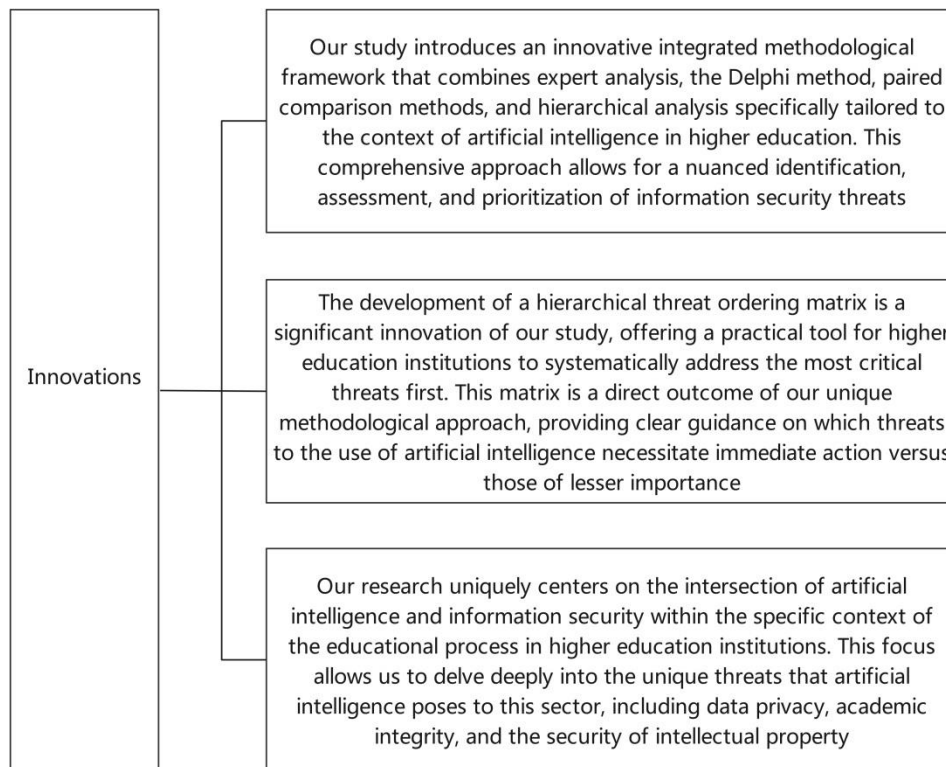 Innovations
Our study introduces an innovative integrated methodological
framework that combines expert analysis, the Delphi method, paired
comparison methods, and hierarchical analysis specifically tailored to
the context of artificial intelligence in higher education. This
comprehensive approach allows for a nuanced identification,
assessment, and prioritization of information security threats
The development of a hierarchical threat ordering matrix is a
significant innovation of our study, offering a practical tool for higher
education institutions to systematically address the most critical
threats first. This matrix is a direct outcome of our unique
methodological approach, providing clear guidance on which threats
to the use of artificial intelligence necessitate immediate action versus
those of lesser importance
Our research uniquely centers on the intersection of artificial
intelligence and information security within the specific context of
the educational process in higher education institutions. This focus
allows us to delve deeply into the unique threats that artificial
intelligence poses to this sector, including data privacy, academic
integrity, and the security of intellectual property